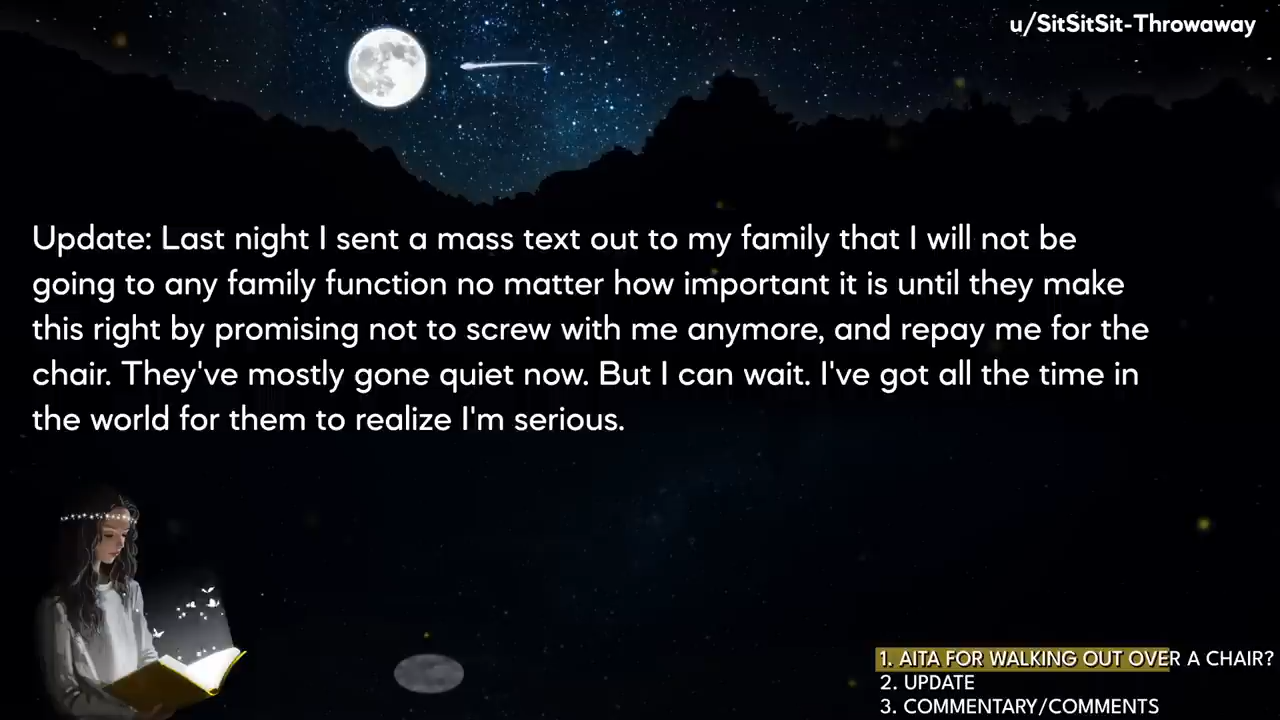 u/SitSitSit-Throwaway
Update: Last night I sent a mass text out to my family that I will not be
going to any family function no matter how important it is until they make
this right by promising not to screw with me anymore, and repay me for the
chair. They've mostly gone quiet now. But I can wait. I've got all the time in
the world for them to realize I'm serious.
1. AITA FOR WALKING OUT OVER A CHAIR?
2. UPDATE
3. COMMENTARY/COMMENTS